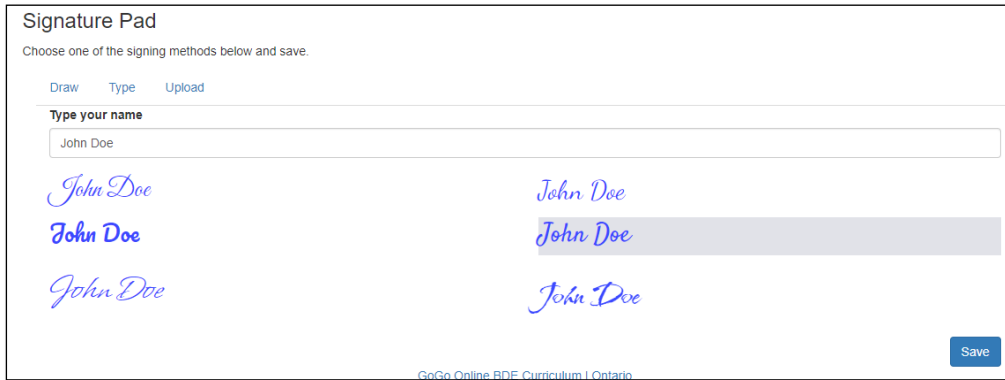 Signature Pad
Choose one of the signing methods below and save.
Draw Type Upload
Type your name
John Doe
John Doe John Doe
John Doe John Doe
John Doe John Doe
Save
GoGo Online BDE Curriculum | Ontario